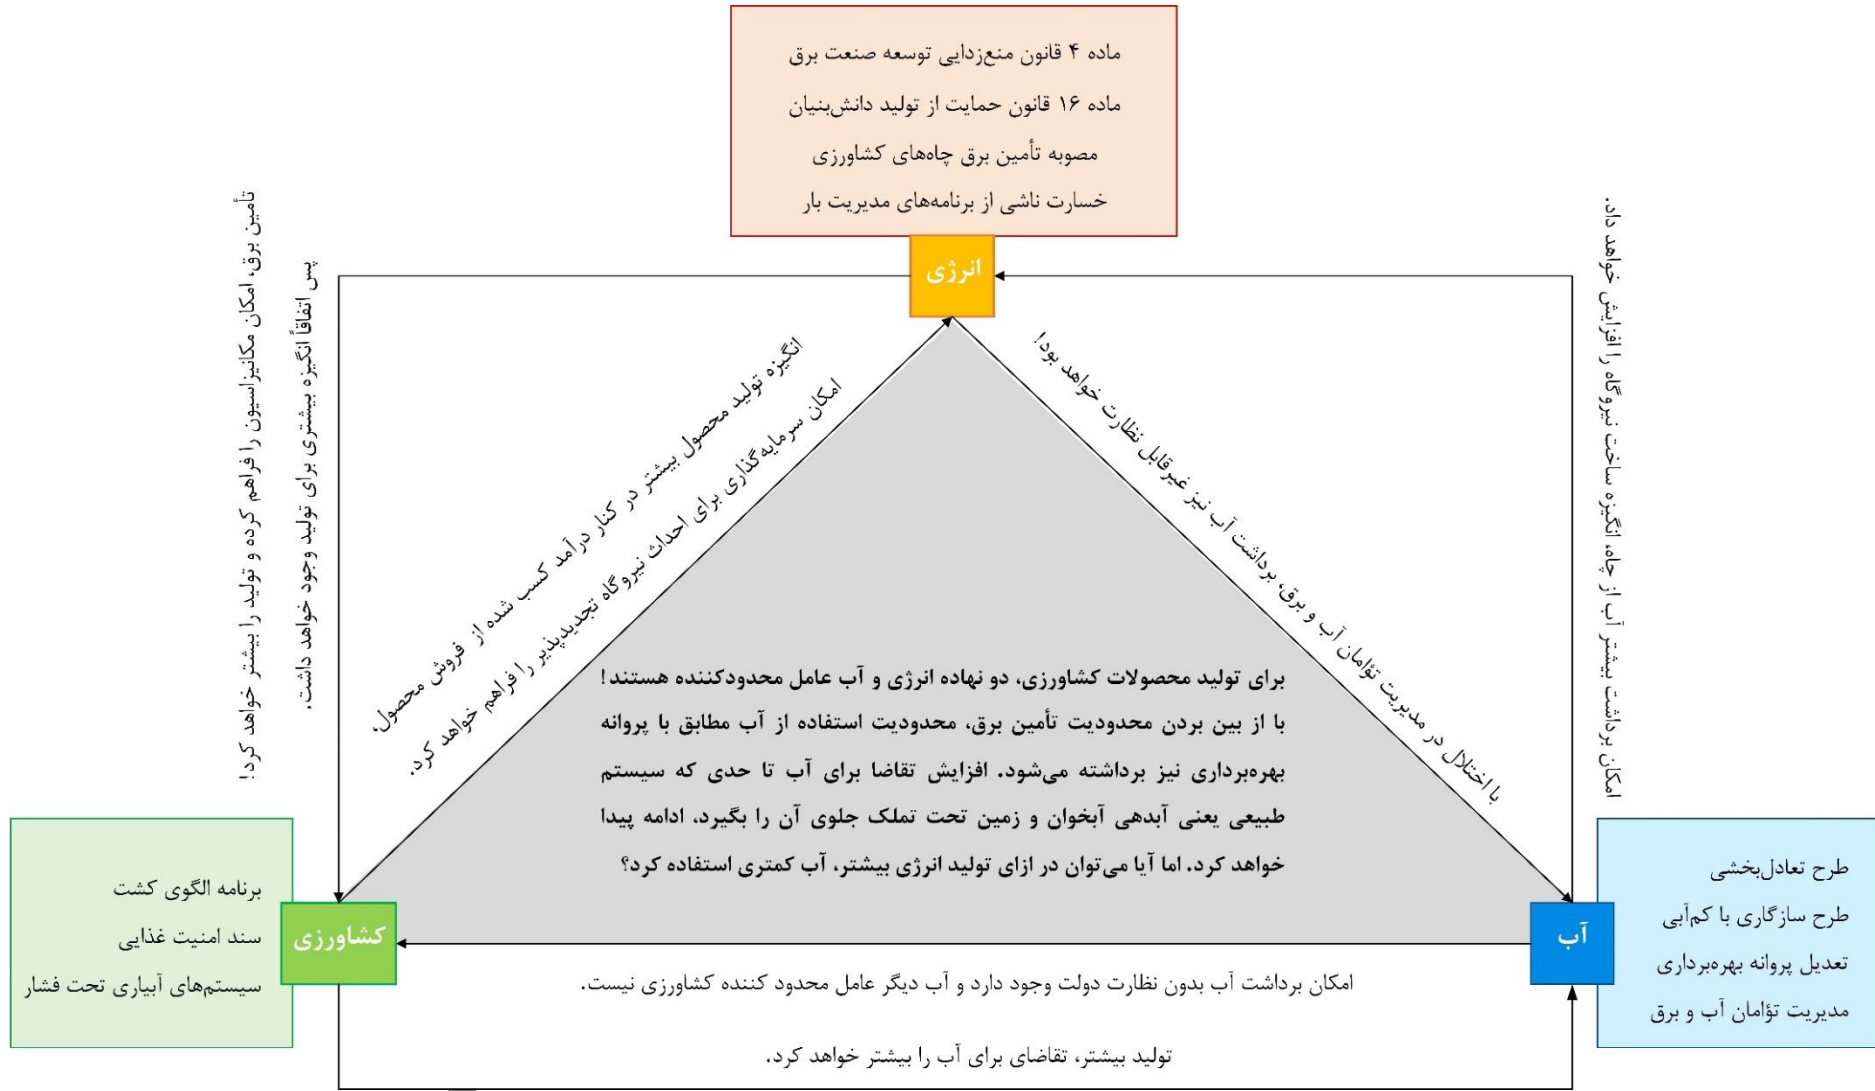 ماده ۴ قانون منع‌زدایی توسعه صنعت برق
ماده ۱۶ قانون حمایت از تولید دانش‌بنیان
مصوبه تأمین برق چاه‌های کشاورزی
خسارت ناشی از برنامه‌های مدیریت بار
انرژی
تأمین برق، امکان مکانیزاسیون را فراهم کرده و تولید را بیشتر خواهد کرد!
پس اتفاقاً انگیزه بیشتری برای تولید وجود خواهد داشت.
انگیزه تولید محصول بیشتر در کنار درآمد کسب شده از فروش محصول،
امکان سرمایه‌گذاری برای احداث نیروگاه تجدیدپذیر را فراهم خواهد کرد.
با اختلال در مدیریت تؤامان آب و برق، برداشت آب نیز غیرقابل نظارت خواهد بود!
امکان برداشت بیشتر آب از چاه، انگیزه ساخت نیروگاه را افزایش خواهد داد.
برای تولید محصولات کشاورزی، دو نهاده انرژی و آب عامل محدودکننده هستند!
با از بین بردن محدودیت تأمین برق، محدودیت استفاده از آب مطابق با پروانه
بهره‌برداری نیز برداشته می‌شود. افزایش تقاضا برای آب تا حدی که سیستم
طبیعی یعنی آبدهی آبخوان و زمین تحت تملک جلوی آن را بگیرد، ادامه پیدا
خواهد کرد. اما آیا می‌توان در ازای تولید انرژی بیشتر، آب کمتری استفاده کرد؟
طرح تعادل‌بخشی
طرح سازگاری با کم‌آبی
تعدیل پروانه بهره‌برداری
مدیریت تؤامان آب و برق
آب
کشاورزی
برنامه الگوی کشت
سند امنیت غذایی
سیستم‌های آبیاری تحت فشار
امکان برداشت آب بدون نظارت دولت وجود دارد و آب دیگر عامل محدود کننده کشاورزی نیست.
تولید بیشتر، تقاضای برای آب را بیشتر خواهد کرد.